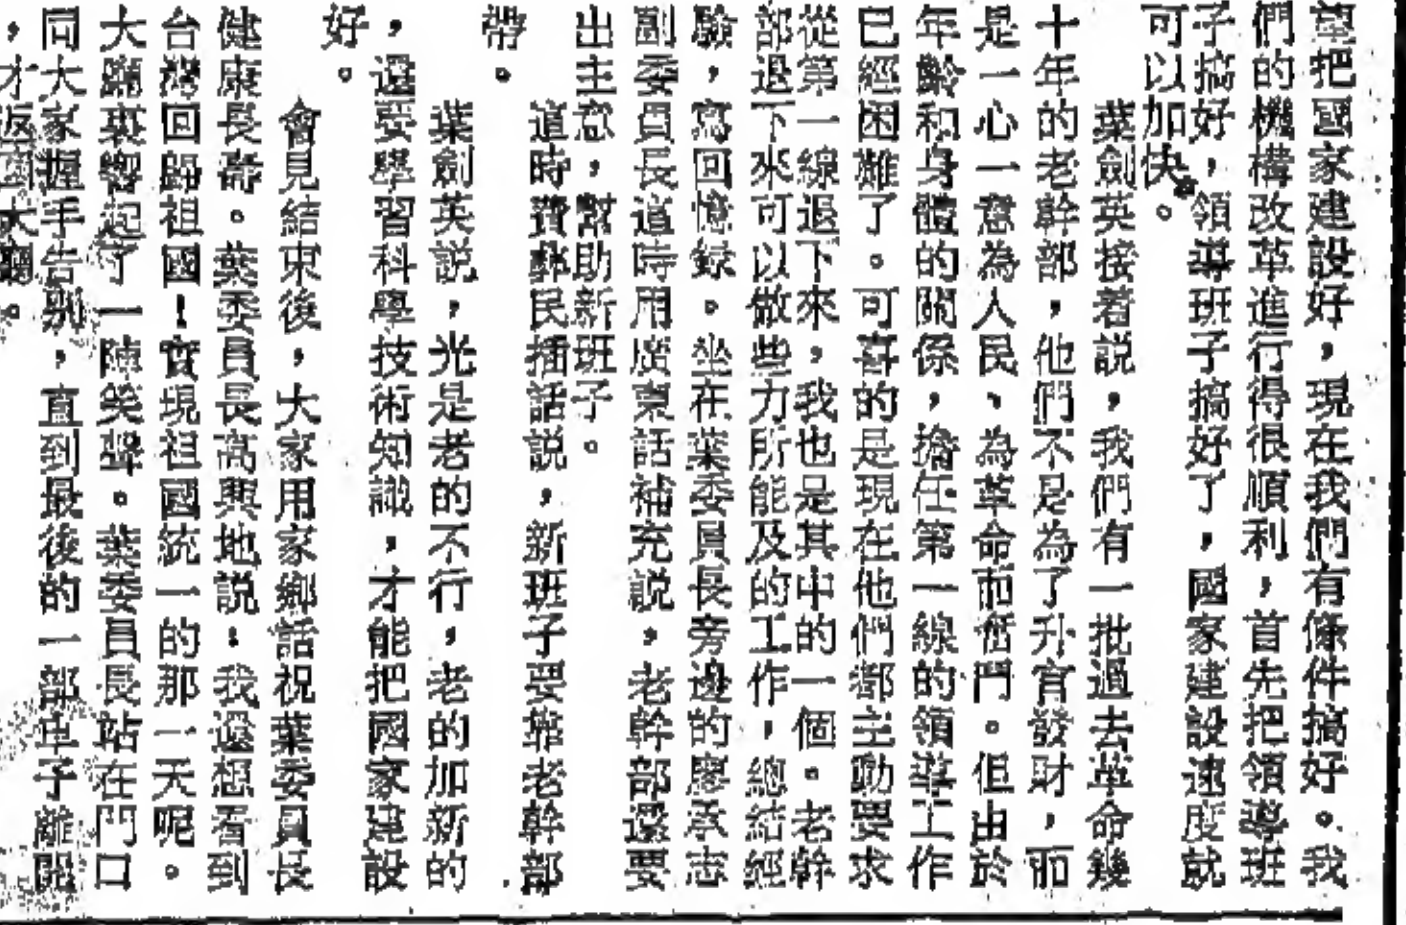 望把國家建設好，現在我們有條件搞好。我
們的機構改革進行得很順利，首先把領導班
子搞好，領導班子搞好了，國家建設速度就
可以加快。
葉劍英接着説，我們有一批過去革命幾
十年的老幹部，他們不是為了升官發財，而
是一心一意為人民、為革命而奮鬥。但由於
年齡和身體的關係，擔任第一線的領導工作
已經困難了。可喜的是現在他們都主動要求
從第一線退下來，我也是其中的一個。老幹
部退下來可以做些力所能及的工作，總結經
驗，寫回憶錄。坐在葉委員長旁邊的廖承志
副委員長這時用廣東話補充説，老幹部還要
出主意，幫助新班子。
這時費彝民插話説，新班子要靠老幹部
帶。
葉劍英説，光是老的不行，老的加新的
，還要學習科學技術知識，才能把國家建設
好。
會見結束後，大家用家鄉話祝葉委員長
健康長壽。葉委員長高興地説：我還想看到
台灣回歸祖國！實現祖國統一的那一天呢。
大廳裏響起了一陣笑聲。葉委員長站在門口
同大家握手告別，直到最後的一部車子離開
，才返回大廳。